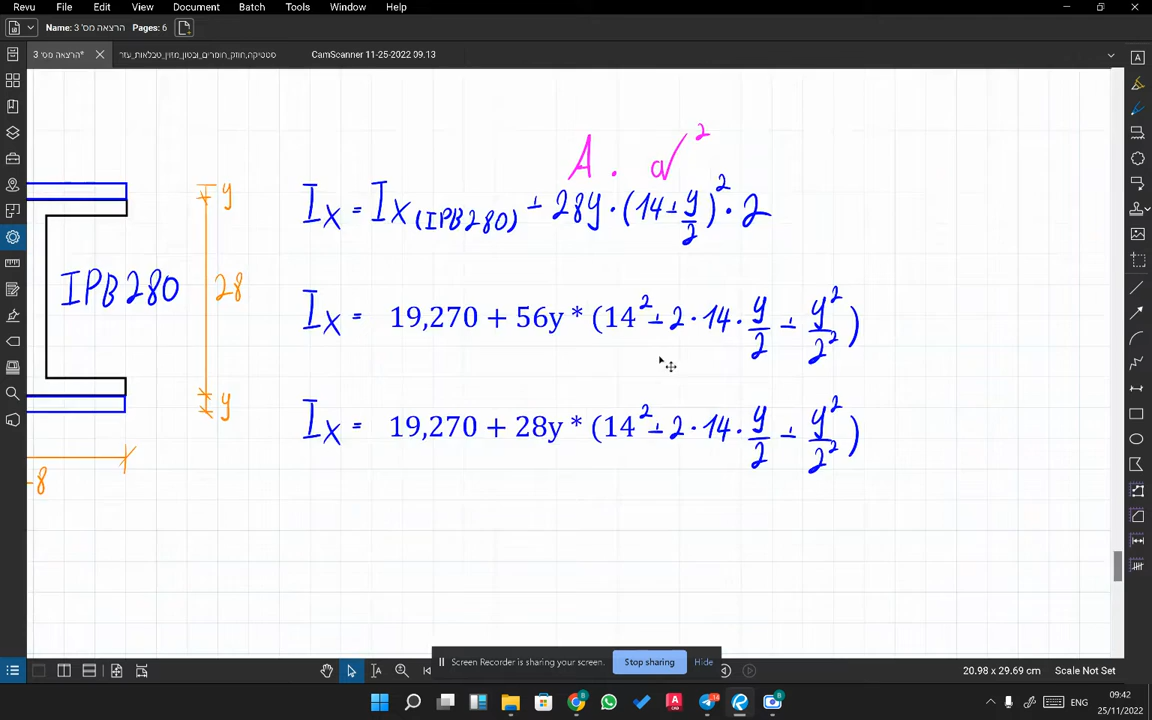 Revu File Edit View Document Batch Tools Window Help
Name: הרצאה מס' 3 Pages: 6
הרצאה מס' 3*
סטטיקה,חוזק_חומרים_ובטון_מזוין_טבלאות_עזר
CamScanner 11-25-2022 09.13
A . a²
y
Ix = Ix(IPB280) + 28y · (14+y/2)² · 2
IPB280
28
Ix = 19,270 + 56y * (14² + 2 · 14 · y/2 + y²/2²)
y
Ix = 19,270 + 28y * (14² + 2 · 14 · y/2 + y²/2²)
-8
Screen Recorder is sharing your screen. Stop sharing Hide
20.98 x 29.69 cm Scale Not Set
ENG
09:42
25/11/2022